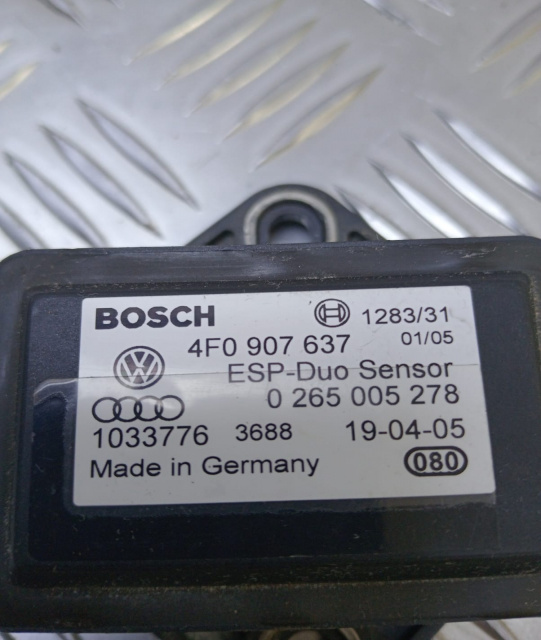 BOSCH 1283/31
4F0 907 637 01/05
ESP-Duo Sensor
0 265 005 278
1033776 3688 19-04-05
Made in Germany 080